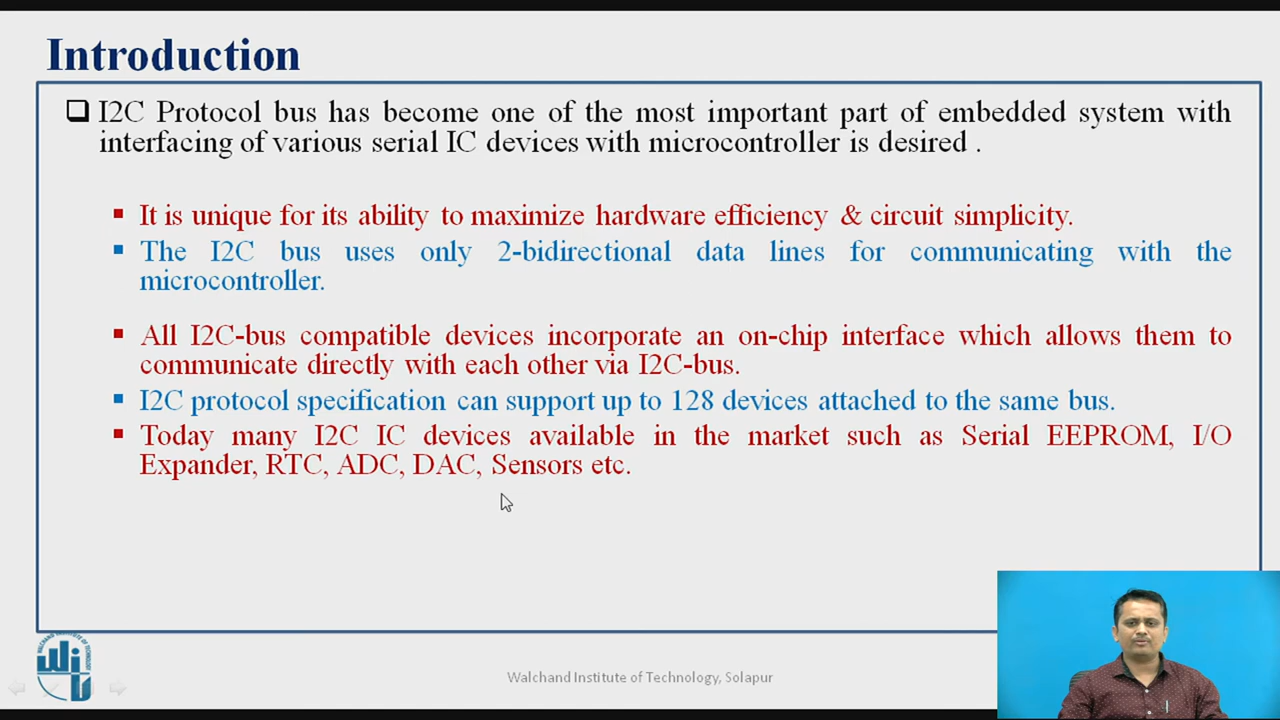 Introduction
I2C Protocol bus has become one of the most important part of embedded system with
interfacing of various serial IC devices with microcontroller is desired .
It is unique for its ability to maximize hardware efficiency & circuit simplicity.
The I2C bus uses only 2-bidirectional data lines for communicating with the
microcontroller.
All I2C-bus compatible devices incorporate an on-chip interface which allows them to
communicate directly with each other via I2C-bus.
I2C protocol specification can support up to 128 devices attached to the same bus.
Today many I2C IC devices available in the market such as Serial EEPROM, I/O
Expander, RTC, ADC, DAC, Sensors etc.
Walchand Institute of Technology, Solapur